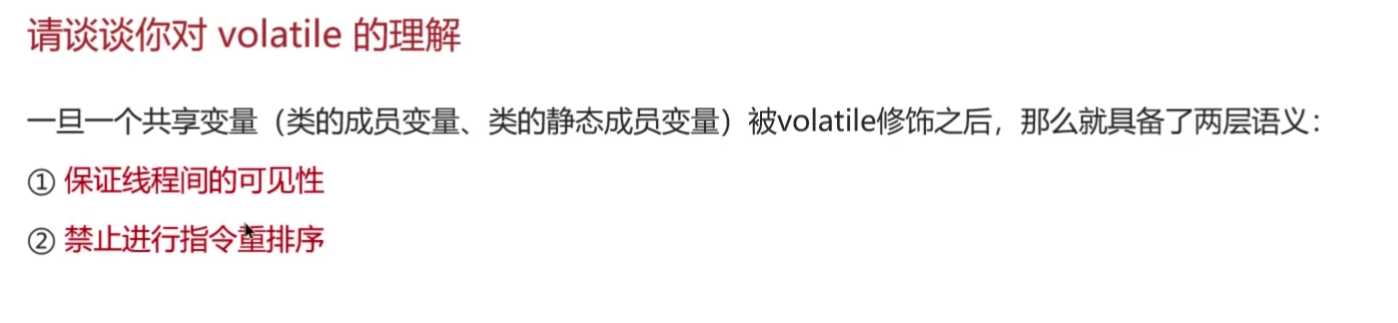 请谈谈你对 volatile 的理解
一旦一个共享变量（类的成员变量、类的静态成员变量）被volatile修饰之后，那么就具备了两层语义：
① 保证线程间的可见性
② 禁止进行指令重排序